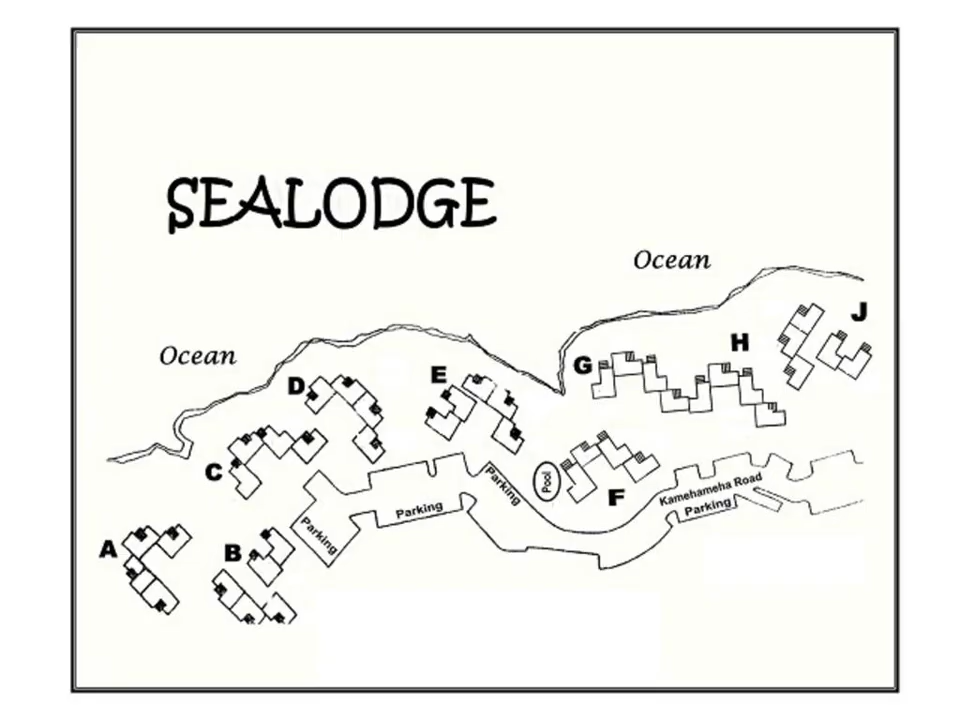 SEALODGE
Ocean
Ocean
J
H
G
E
D
C
Pool
F
Kamehameha Road
Parking
Parking
Parking
Parking
A
B